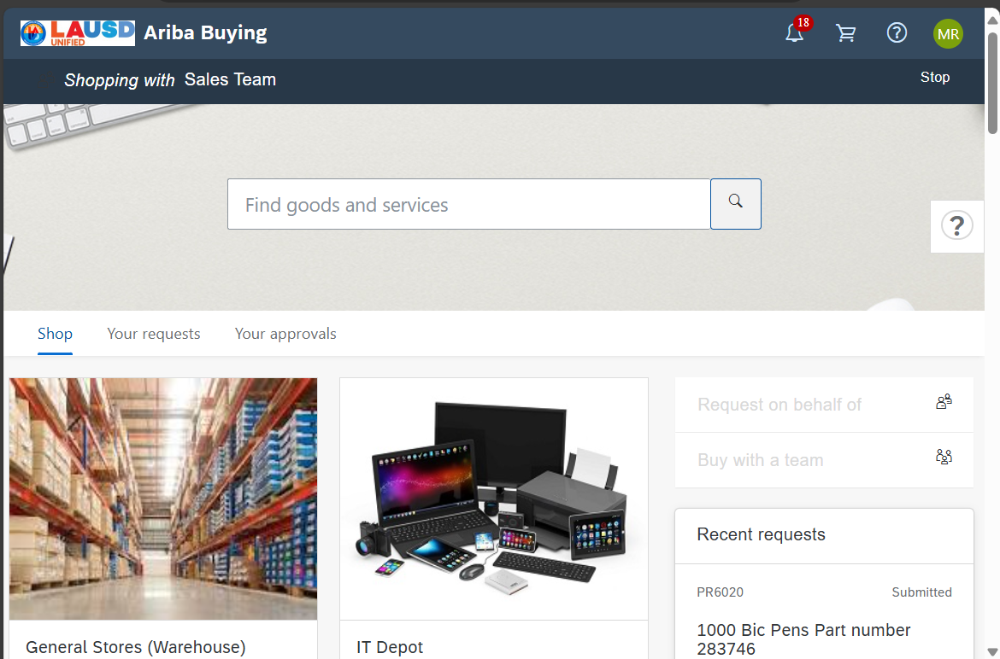 LAUSD
UNIFIED
Ariba Buying
18
?
MR
Shopping with Sales Team
Stop
Find goods and services
?
Shop
Your requests
Your approvals
Request on behalf of
Buy with a team
Recent requests
PR6020
Submitted
1000 Bic Pens Part number
283746
General Stores (Warehouse)
IT Depot